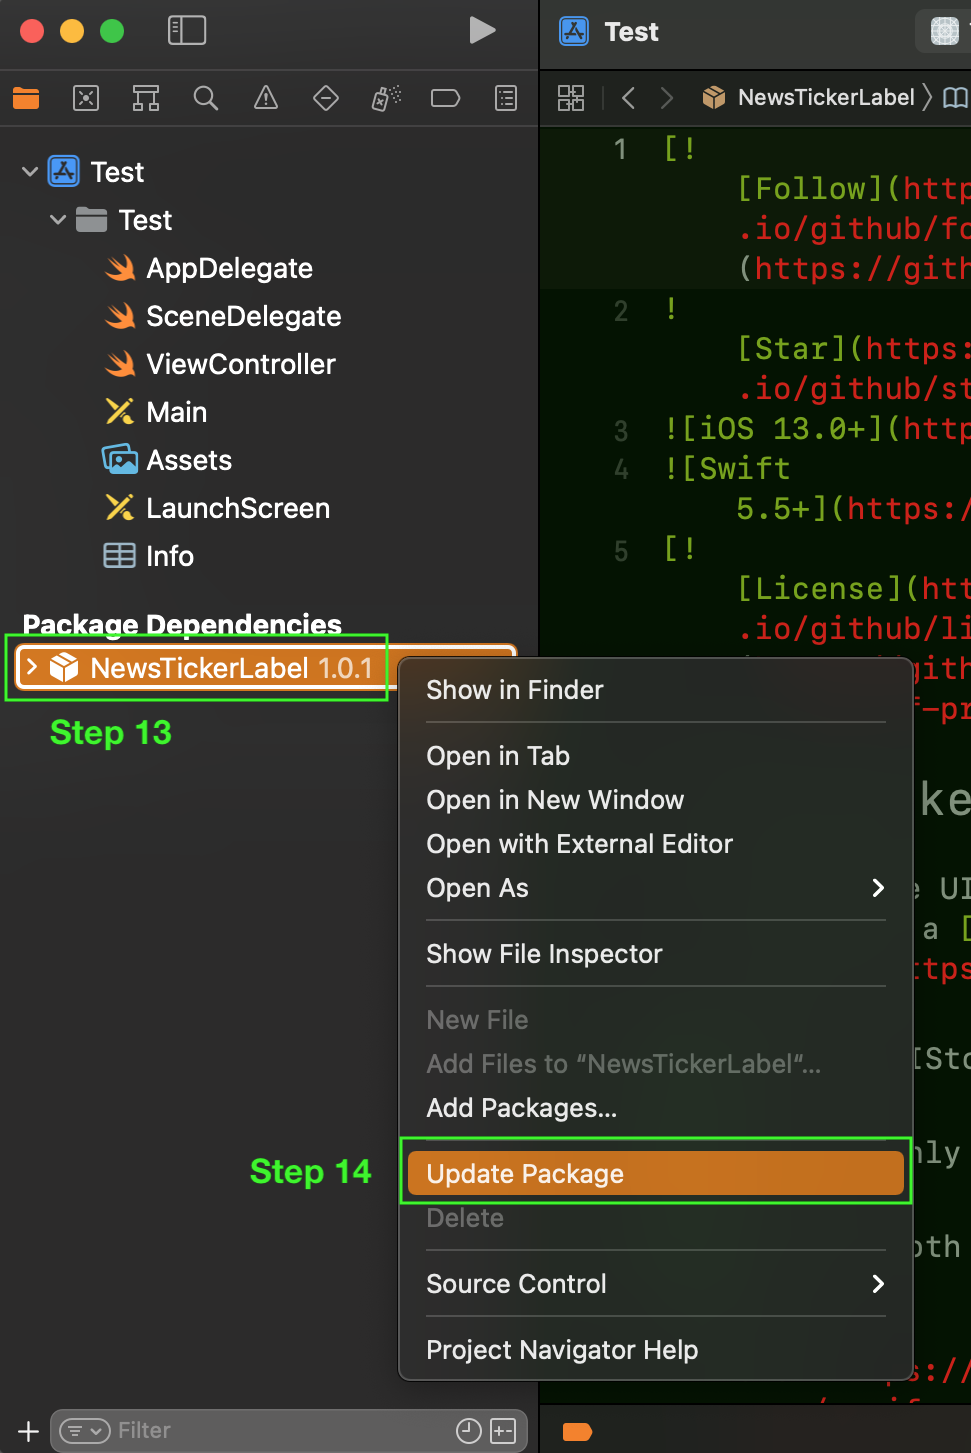 Test
NewsTickerLabel
Test
Test
AppDelegate
SceneDelegate
ViewController
Main
Assets
LaunchScreen
Info
Package Dependencies
NewsTickerLabel 1.0.1
Step 13
Show in Finder
Open in Tab
Open in New Window
Open with External Editor
Open As
Show File Inspector
New File
Add Files to “NewsTickerLabel“...
Add Packages...
Step 14
Update Package
Delete
Source Control
Project Navigator Help
Filter
1 [!
[Follow](http
.io/github/fo
(https://gith
2 !
[Star](https:
.io/github/st
3 ![iOS 13.0+](http
4 ![Swift
5.5+](https:/
5 [!
[License](htt
.io/github/li
gith
f-pr
ke
UI
a [
ttps
[Sto
nly
oth
s://